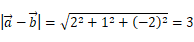 |a⃗ − b⃗| = √(2² + 1² + (−2)²) = 3